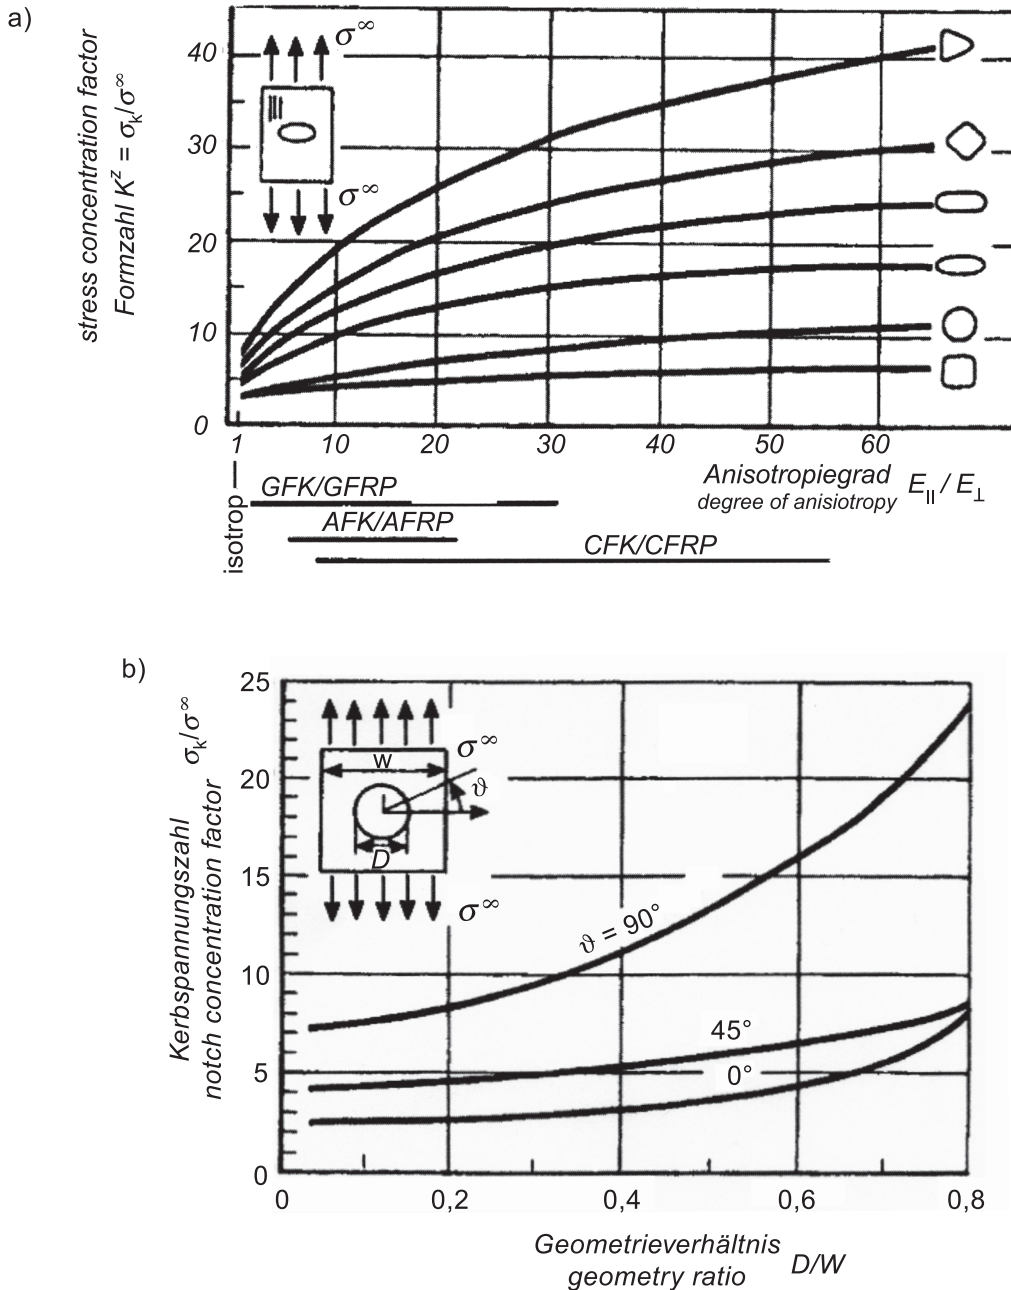 a)
stress concentration factor
Formzahl Kᶻ = σₖ/σ^∞
40
30
20
10
0
σ^∞
σ^∞
1
10
20
30
40
50
60
Anisotropiegrad
degree of anisiotropy
E∥ / E⊥
isotrop
GFK/GFRP
AFK/AFRP
CFK/CFRP
b)
Kerbspannungszahl
notch concentration factor
σₖ/σ^∞
25
20
15
10
5
0
σ^∞
w
ϑ
D
σ^∞
ϑ = 90°
45°
0°
0
0,2
0,4
0,6
0,8
Geometrieverhältnis
geometry ratio
D/W